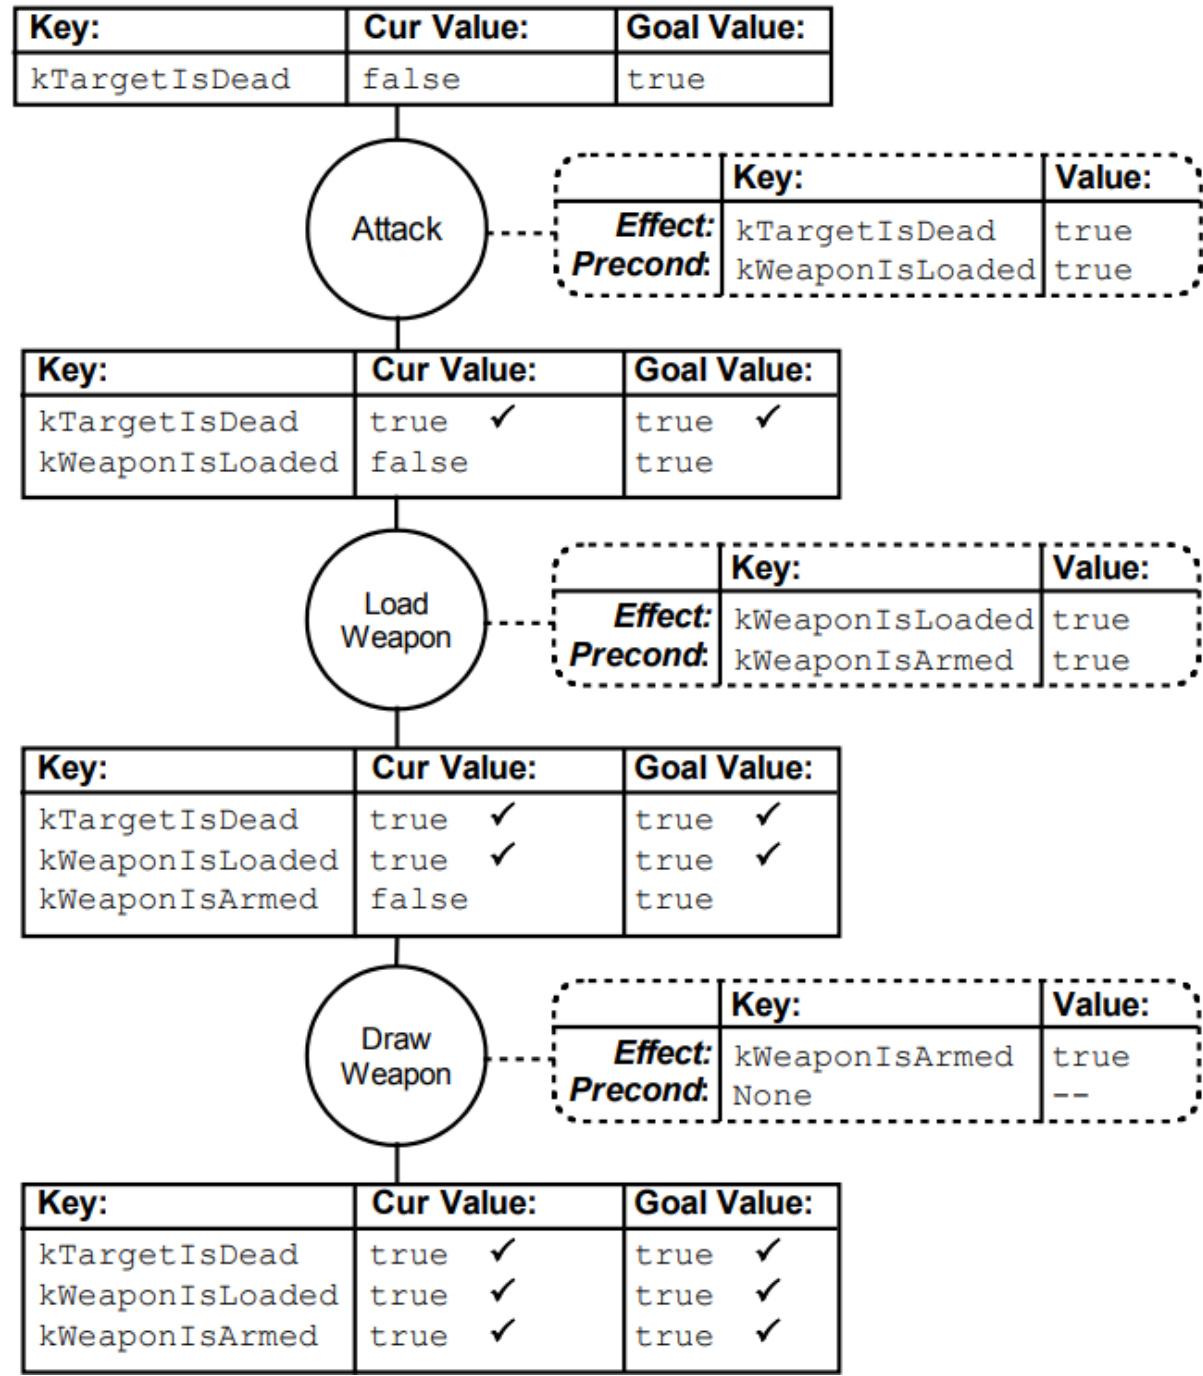 Key: Cur Value: Goal Value:
kTargetIsDead false true
Attack
Key: Value:
Effect: kTargetIsDead true
Precond: kWeaponIsLoaded true
Key: Cur Value: Goal Value:
kTargetIsDead true ✓ true ✓
kWeaponIsLoaded false true
Load
Weapon
Key: Value:
Effect: kWeaponIsLoaded true
Precond: kWeaponIsArmed true
Key: Cur Value: Goal Value:
kTargetIsDead true ✓ true ✓
kWeaponIsLoaded true ✓ true ✓
kWeaponIsArmed false true
Draw
Weapon
Key: Value:
Effect: kWeaponIsArmed true
Precond: None --
Key: Cur Value: Goal Value:
kTargetIsDead true ✓ true ✓
kWeaponIsLoaded true ✓ true ✓
kWeaponIsArmed true ✓ true ✓